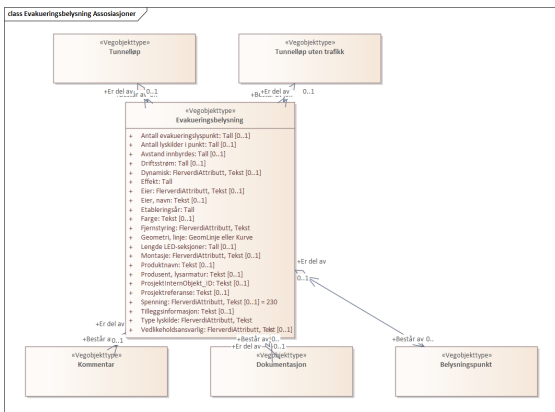 class Evakueringsbelysning Assosiasjoner
«Vegobjekttype»
Tunnelløp
«Vegobjekttype»
Tunnelløp uten trafikk
+Er del av 0..1
+Er del av 0..1
«Vegobjekttype»
Evakueringsbelysning
+ Antall evakueringslyspunkt: Tall [0..1]
+ Antall lyskilder i punkt: Tall [0..1]
+ Avstand innbyrdes: Tall [0..1]
+ Driftsstrøm: Tall [0..1]
+ Dynamisk: FlerverdiAttributt, Tekst [0..1]
+ Effekt: Tall
+ Eier: FlerverdiAttributt, Tekst [0..1]
+ Eier, navn: Tekst [0..1]
+ Etableringsår: Tall
+ Farge: Tekst [0..1]
+ Fjernstyring: FlerverdiAttributt, Tekst
+ Geometri, linje: GeomLinje eller Kurve
+ Lengde LED-seksjoner: Tall [0..1]
+ Montasje: FlerverdiAttributt, Tekst [0..1]
+ Produktnavn: Tekst [0..1]
+ Produsent, lysarmatur: Tekst [0..1]
+ ProsjektInternObjekt_ID: Tekst [0..1]
+ Prosjektreferanse: Tekst [0..1]
+ Spenning: FlerverdiAttributt, Tekst [0..1] = 230
+ Tilleggsinformasjon: Tekst [0..1]
+ Type lyskilde: FlerverdiAttributt, Tekst
+ Vedlikeholdsansvarlig: FlerverdiAttributt, Tekst [0..1]
+Er del av
+Er del av
+Består av 0..1
+Består av 0..
+Er del av 0..1
+Består av 0..
«Vegobjekttype»
Kommentar
«Vegobjekttype»
Dokumentasjon
«Vegobjekttype»
Belysningspunkt